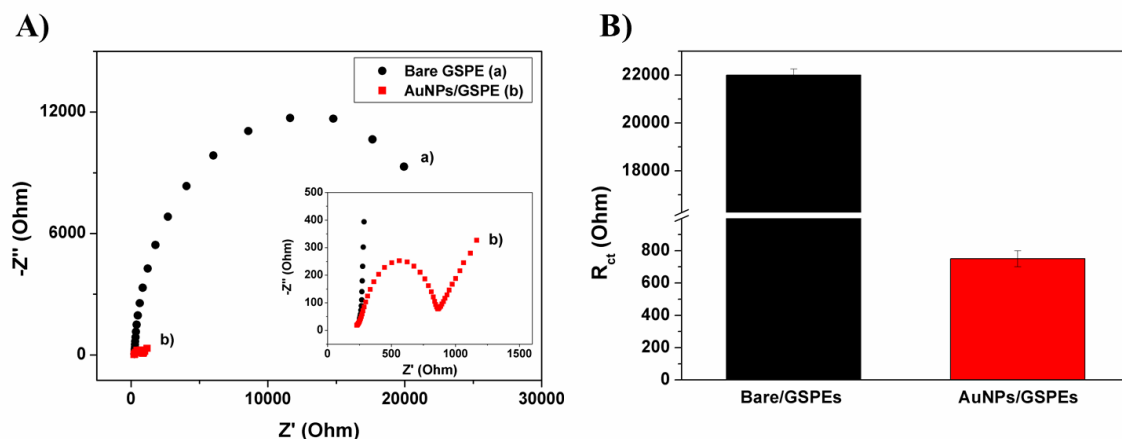 A)
Bare GSPE (a)
AuNPs/GSPE (b)
12000
6000
0
-Z'' (Ohm)
a)
b)
500
400
300
200
100
0
-Z'' (Ohm)
b)
0 500 1000 1500
Z' (Ohm)
0 10000 20000 30000
Z' (Ohm)
B)
22000
20000
18000
800
600
400
200
0
Rct (Ohm)
Bare/GSPEs AuNPs/GSPEs